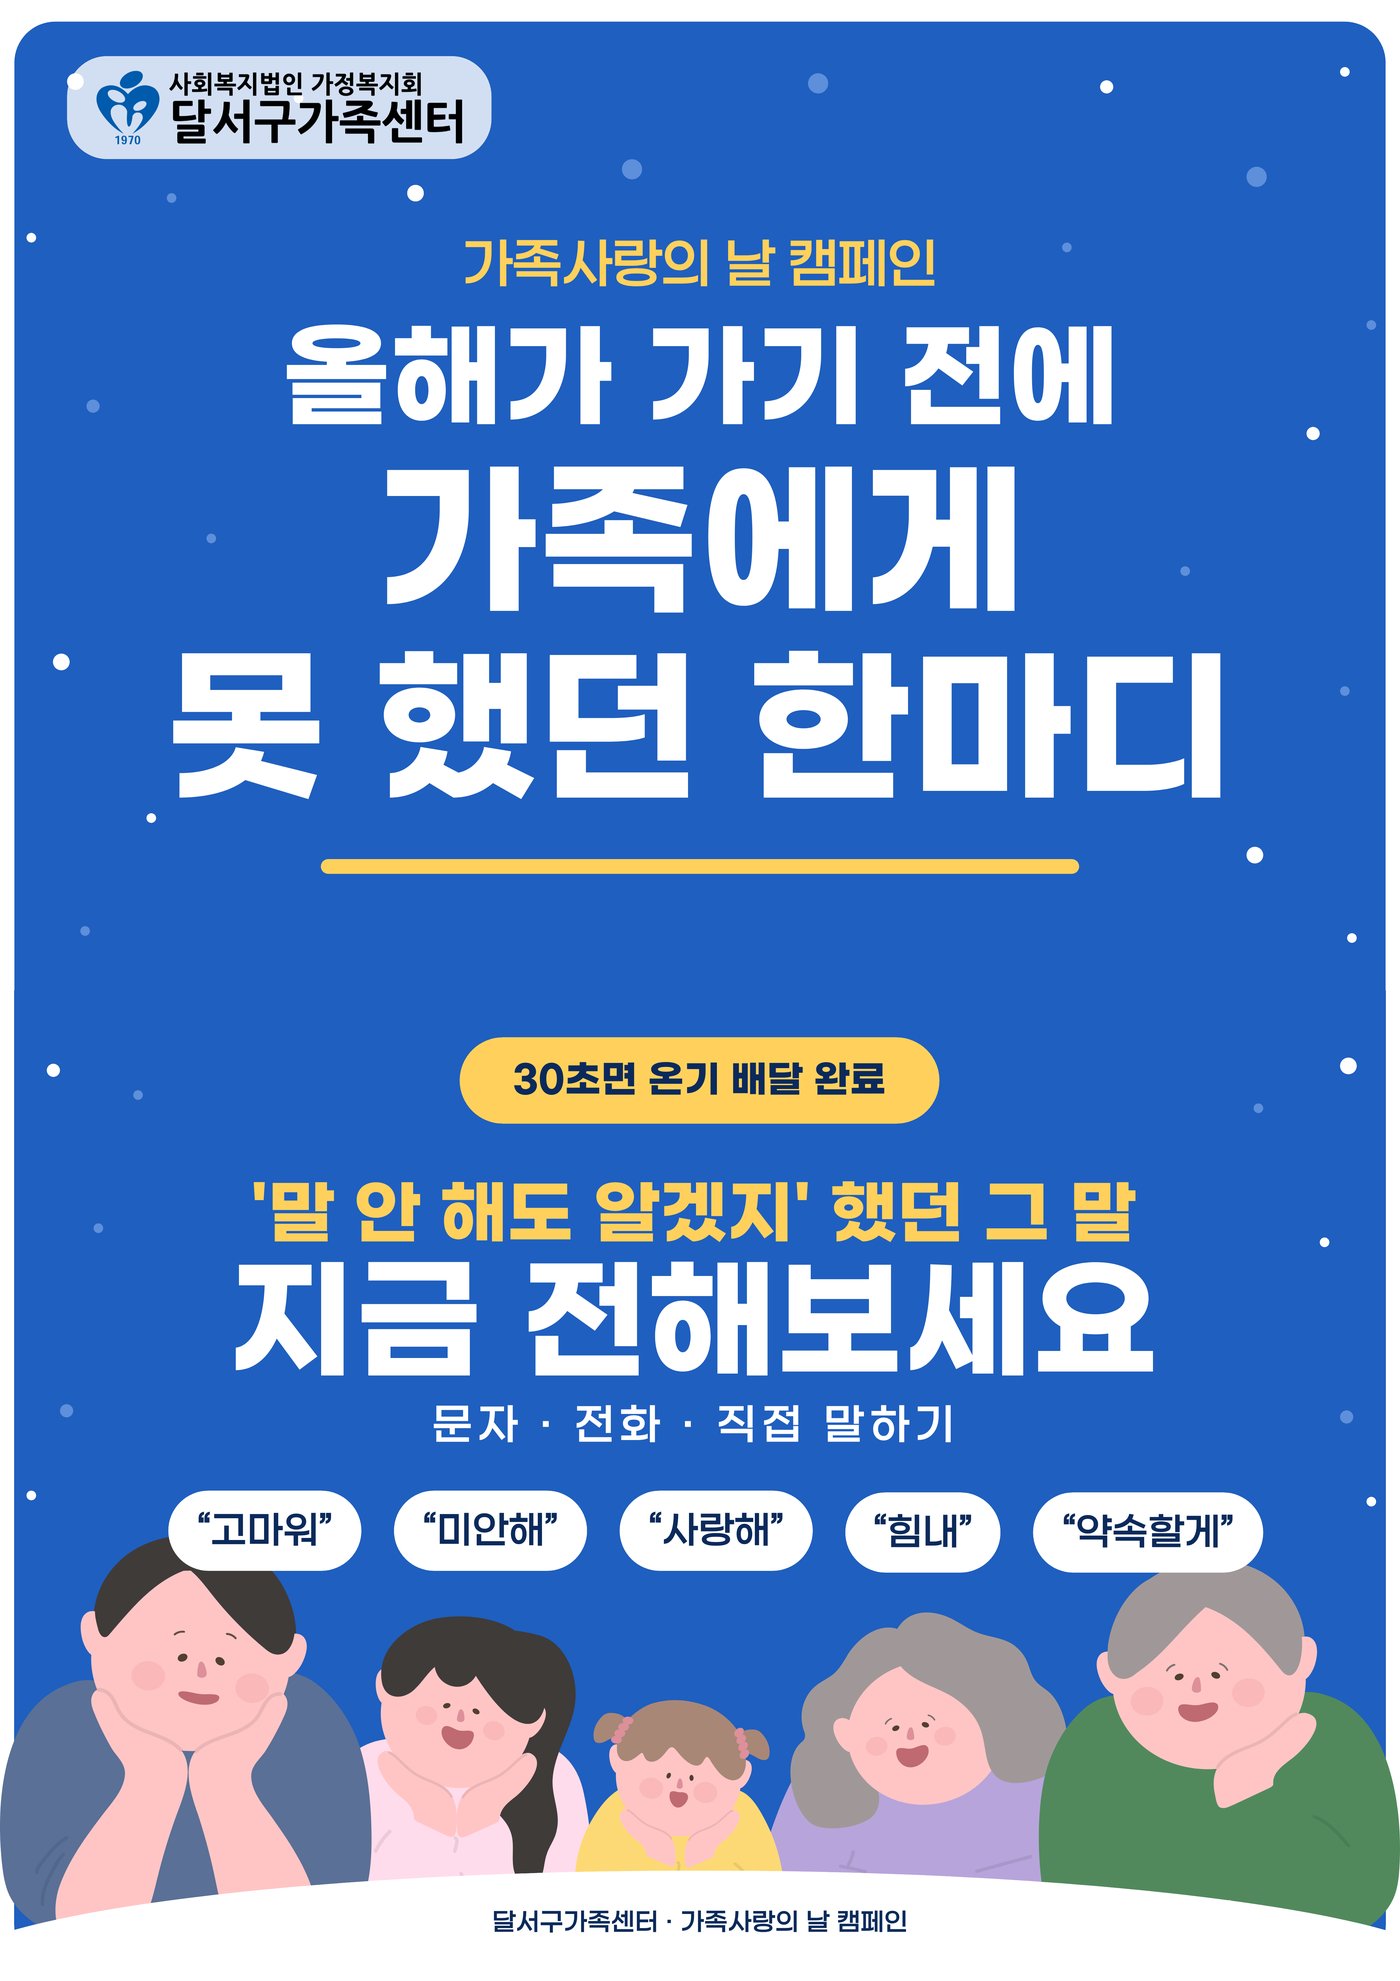 사회복지법인 가정복지회
달서구가족센터
1970
가족사랑의 날 캠페인
올해가 가기 전에
가족에게
못 했던 한마디
30초면 온기 배달 완료
'말 안 해도 알겠지' 했던 그 말
지금 전해보세요
문자 · 전화 · 직접 말하기
“고마워” “미안해” “사랑해” “힘내” “약속할게”
달서구가족센터 · 가족사랑의 날 캠페인